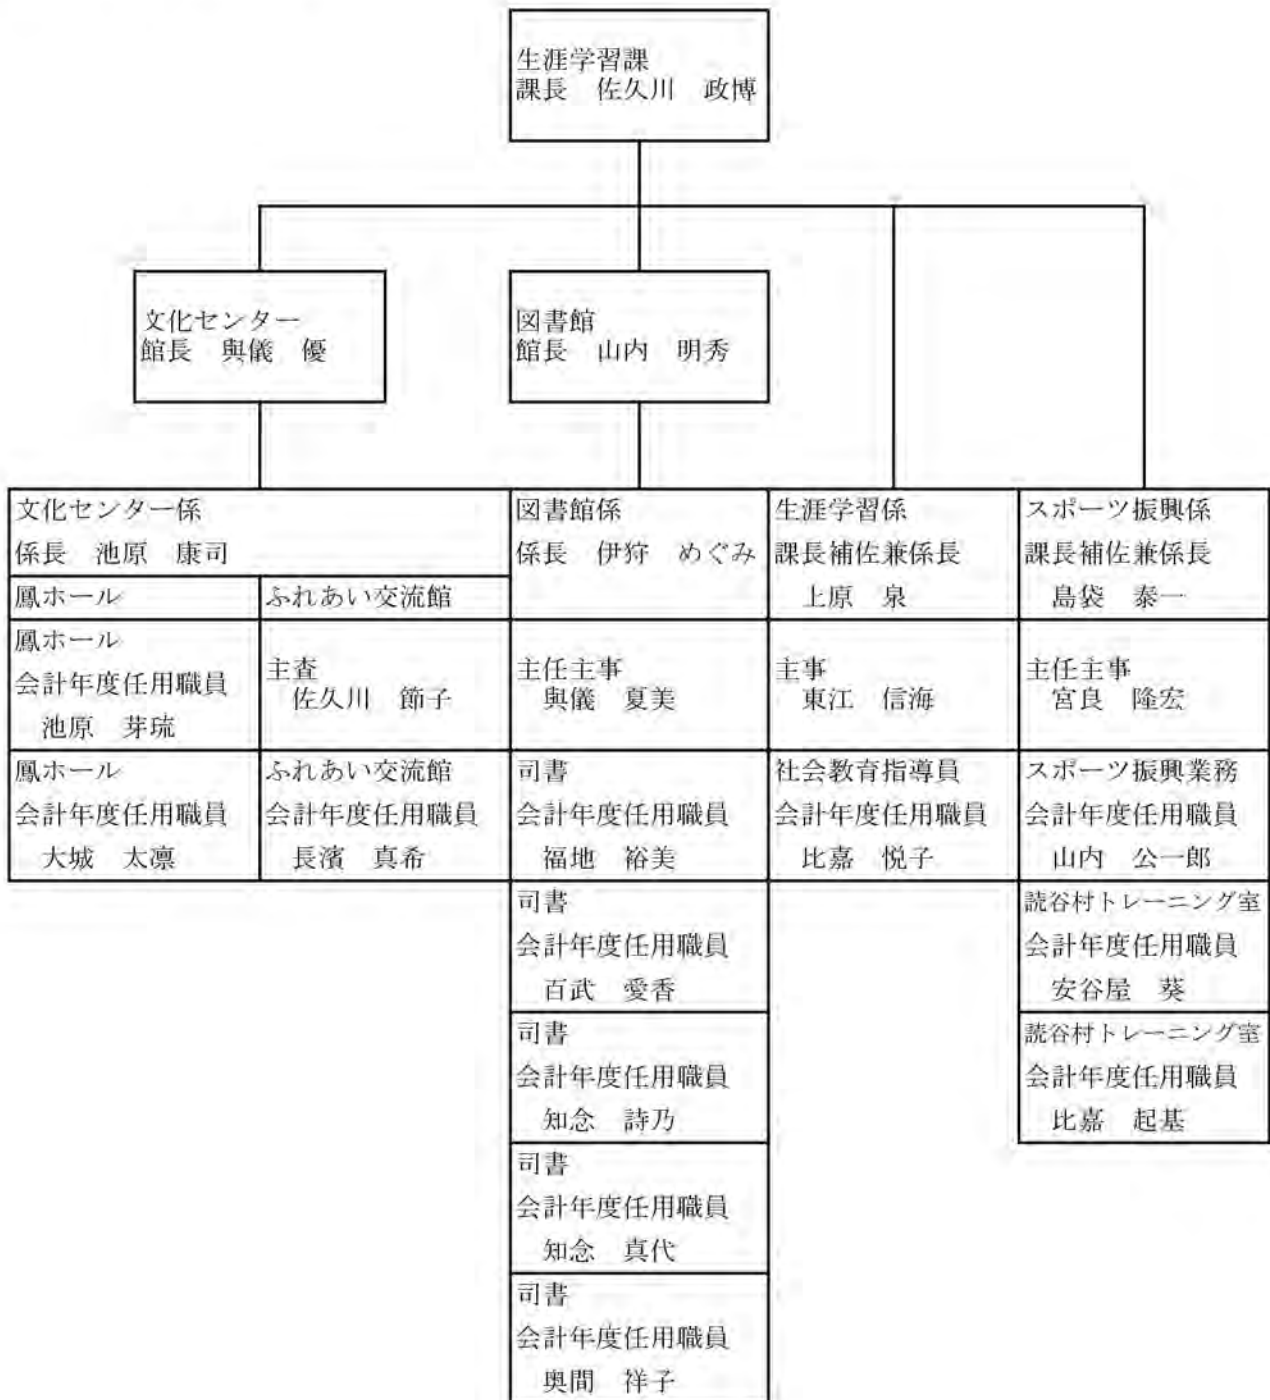 生涯学習課
課長　佐久川　政博
文化センター
館長　與儀　優
図書館
館長　山内　明秀
文化センター係
係長　池原　康司
鳳ホール
ふれあい交流館
鳳ホール
会計年度任用職員
池原　芽琉
主査
佐久川　節子
鳳ホール
会計年度任用職員
大城　太凛
ふれあい交流館
会計年度任用職員
長濱　真希
図書館係
係長　伊狩　めぐみ
主任主事
與儀　夏美
司書
会計年度任用職員
福地　裕美
司書
会計年度任用職員
百武　愛香
司書
会計年度任用職員
知念　詩乃
司書
会計年度任用職員
知念　真代
司書
会計年度任用職員
奥間　祥子
生涯学習係
課長補佐兼係長
上原　泉
主事
東江　信海
社会教育指導員
会計年度任用職員
比嘉　悦子
スポーツ振興係
課長補佐兼係長
島袋　泰一
主任主事
宮良　隆宏
スポーツ振興業務
会計年度任用職員
山内　公一郎
読谷村トレーニング室
会計年度任用職員
安谷屋　葵
読谷村トレーニング室
会計年度任用職員
比嘉　起基